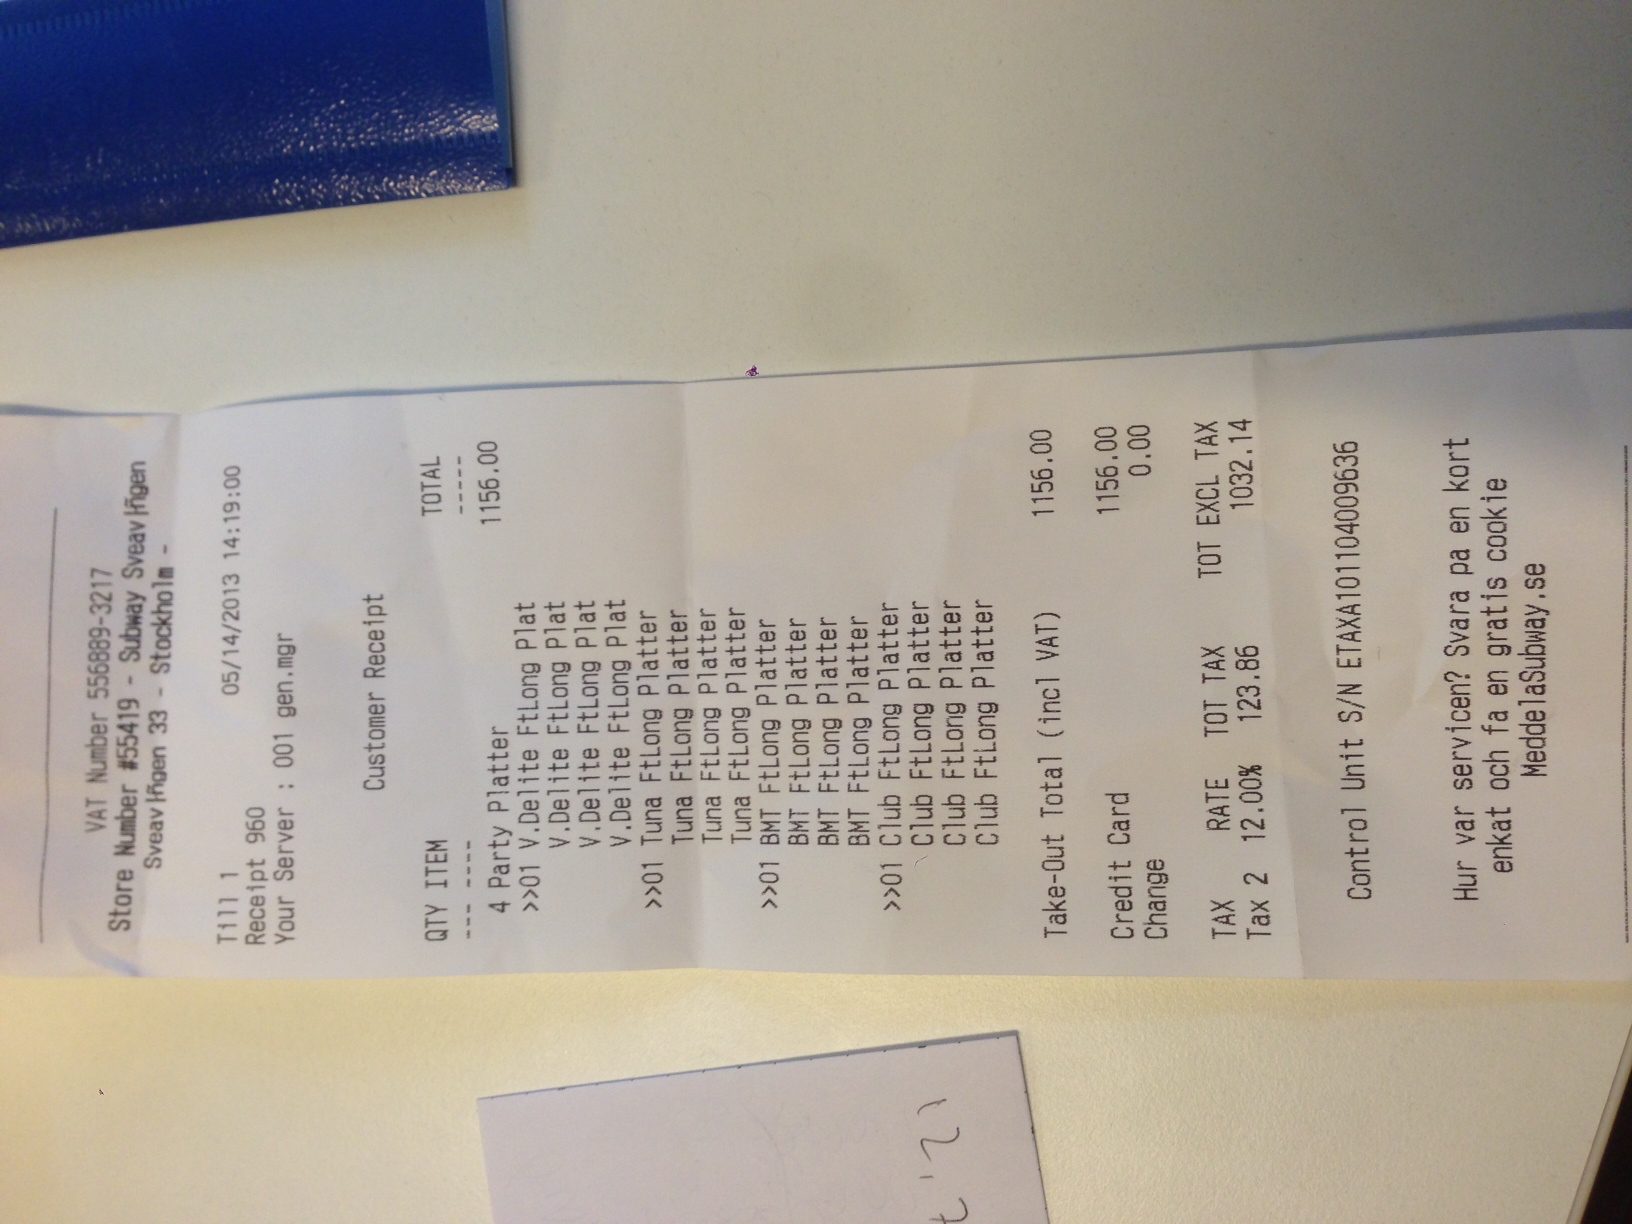 VAT Number 556889-3217
Store Number #55419 - Subway Sveav├ñgen
Sveav├ñgen 33 - Stockholm -
Till 1 05/14/2013 14:19:00
Receipt 960
Your Server : 001 gen.mgr
Customer Receipt
QTY ITEM TOTAL
--- ---- -----
4 Party Platter 1156.00
>>01 V.Delite FtLong Plat
V.Delite FtLong Plat
V.Delite FtLong Plat
V.Delite FtLong Plat
>>01 Tuna FtLong Platter
Tuna FtLong Platter
Tuna FtLong Platter
Tuna FtLong Platter
>>01 BMT FtLong Platter
BMT FtLong Platter
BMT FtLong Platter
BMT FtLong Platter
>>01 Club FtLong Platter
Club FtLong Platter
Club FtLong Platter
Club FtLong Platter
Take-Out Total (incl VAT) 1156.00
Credit Card 1156.00
Change 0.00
TAX RATE TOT TAX TOT EXCL TAX
Tax 2 12.00% 123.86 1032.14
Control Unit S/N ETAXA101104009636
Hur var servicen? Svara pa en kort
enkat och fa en gratis cookie
MeddelaSubway.se